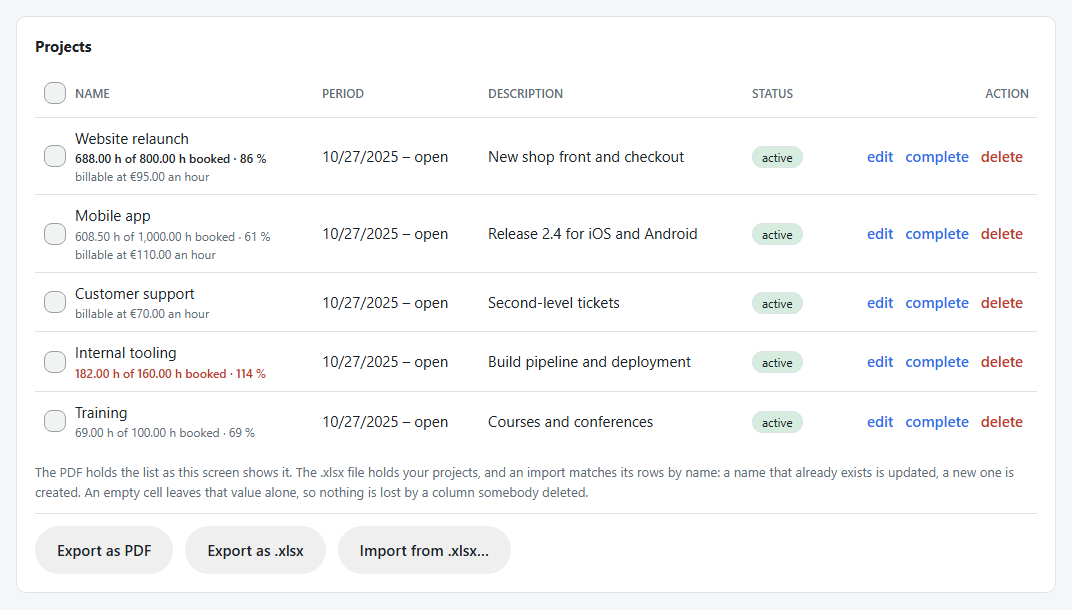 Projects
NAME PERIOD DESCRIPTION STATUS ACTION
Website relaunch
688.00 h of 800.00 h booked · 86 %
billable at €95.00 an hour
10/27/2025 – open New shop front and checkout active edit complete delete
Mobile app
608.50 h of 1,000.00 h booked · 61 %
billable at €110.00 an hour
10/27/2025 – open Release 2.4 for iOS and Android active edit complete delete
Customer support
billable at €70.00 an hour
10/27/2025 – open Second-level tickets active edit complete delete
Internal tooling
182.00 h of 160.00 h booked · 114 %
10/27/2025 – open Build pipeline and deployment active edit complete delete
Training
69.00 h of 100.00 h booked · 69 %
10/27/2025 – open Courses and conferences active edit complete delete
The PDF holds the list as this screen shows it. The .xlsx file holds your projects, and an import matches its rows by name: a name that already exists is updated, a new one is
created. An empty cell leaves that value alone, so nothing is lost by a column somebody deleted.
Export as PDF Export as .xlsx Import from .xlsx...